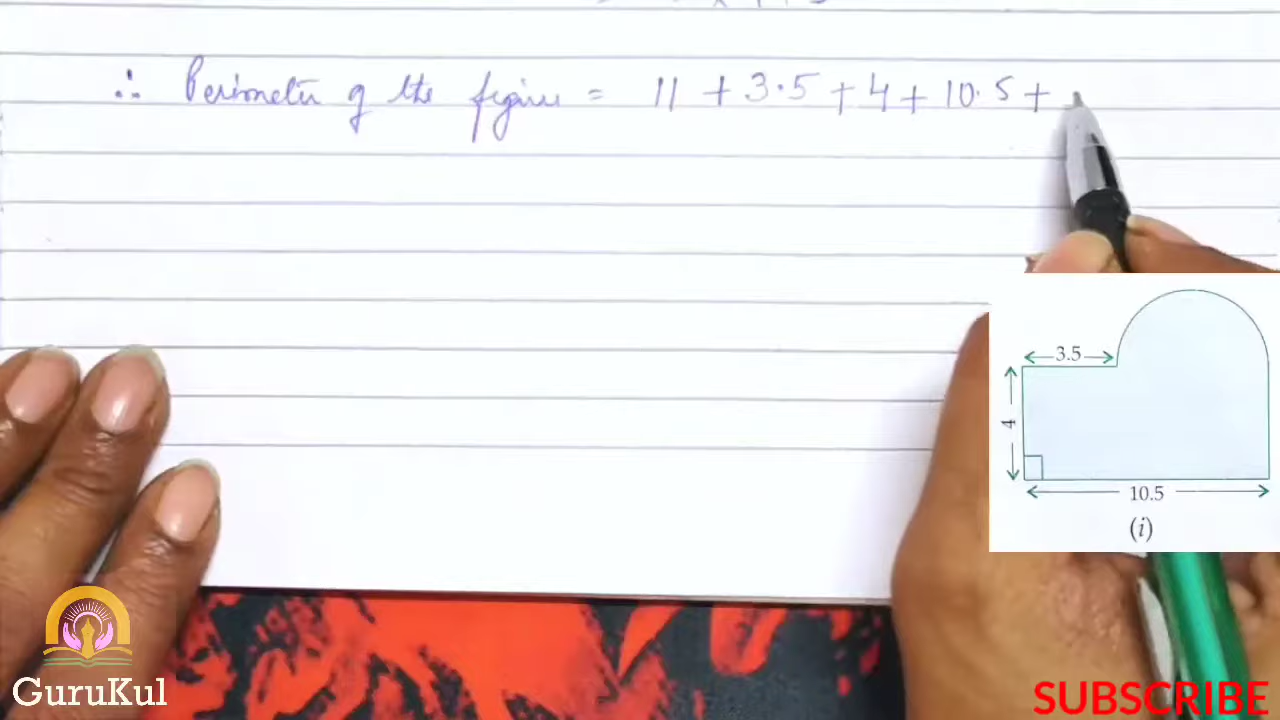 ∴ Perimeter of the figure = 11 + 3.5 + 4 + 10.5 +
3.5
4
10.5
(i)
GuruKul
SUBSCRIBE